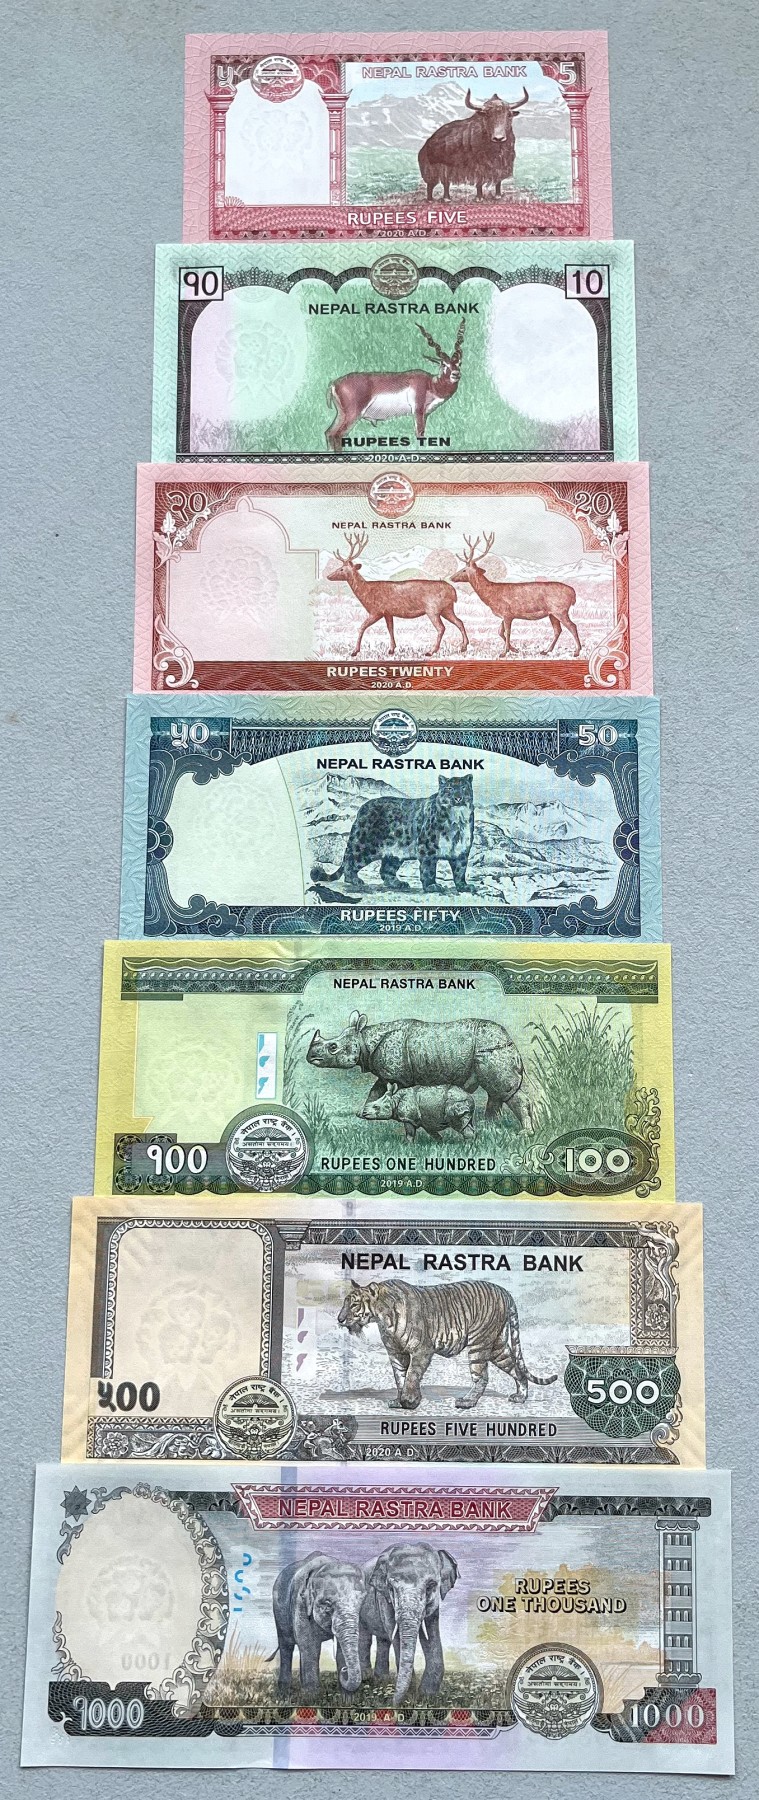 ५
NEPAL RASTRA BANK
5
RUPEES FIVE
2020 A.D.
१०
10
NEPAL RASTRA BANK
RUPEES TEN
2020 A.D.
२०
20
NEPAL RASTRA BANK
RUPEES TWENTY
2020 A.D.
५०
50
NEPAL RASTRA BANK
RUPEES FIFTY
2019 A.D.
NEPAL RASTRA BANK
नेपाल राष्ट्र बैंक
१००
RUPEES ONE HUNDRED
100
2019 A.D.
NEPAL RASTRA BANK
५००
नेपाल राष्ट्र बैंक
500
RUPEES FIVE HUNDRED
2020 A.D.
NEPAL RASTRA BANK
RUPEES
ONE THOUSAND
1000
नेपाल राष्ट्र बैंक
१०००
2019 A.D.
1000